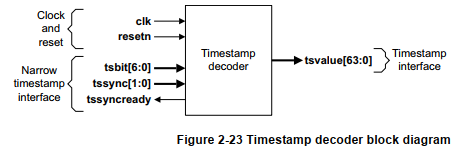 Clock
and
reset
clk
resetn
Narrow
timestamp
interface
tsbit[6:0]
tssync[1:0]
tssyncready
Timestamp
decoder
tsvalue[63:0]
Timestamp
interface
Figure 2-23 Timestamp decoder block diagram